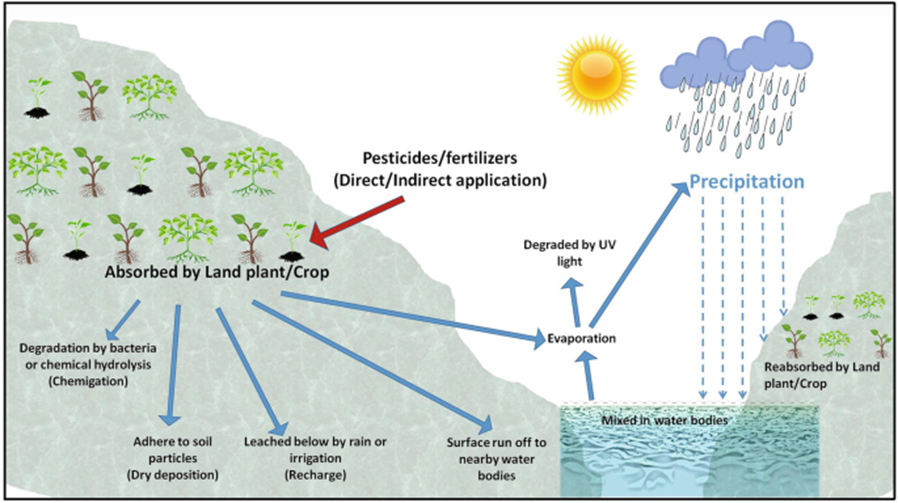 Pesticides/fertilizers
(Direct/Indirect application)
Precipitation
Degraded by UV
light
Absorbed by Land plant/Crop
Evaporation
Degradation by bacteria
or chemical hydrolysis
(Chemigation)
Reabsorbed by Land
plant/Crop
Mixed in water bodies
Adhere to soil
particles
(Dry deposition)
Leached below by rain or
irrigation
(Recharge)
Surface run off to
nearby water
bodies